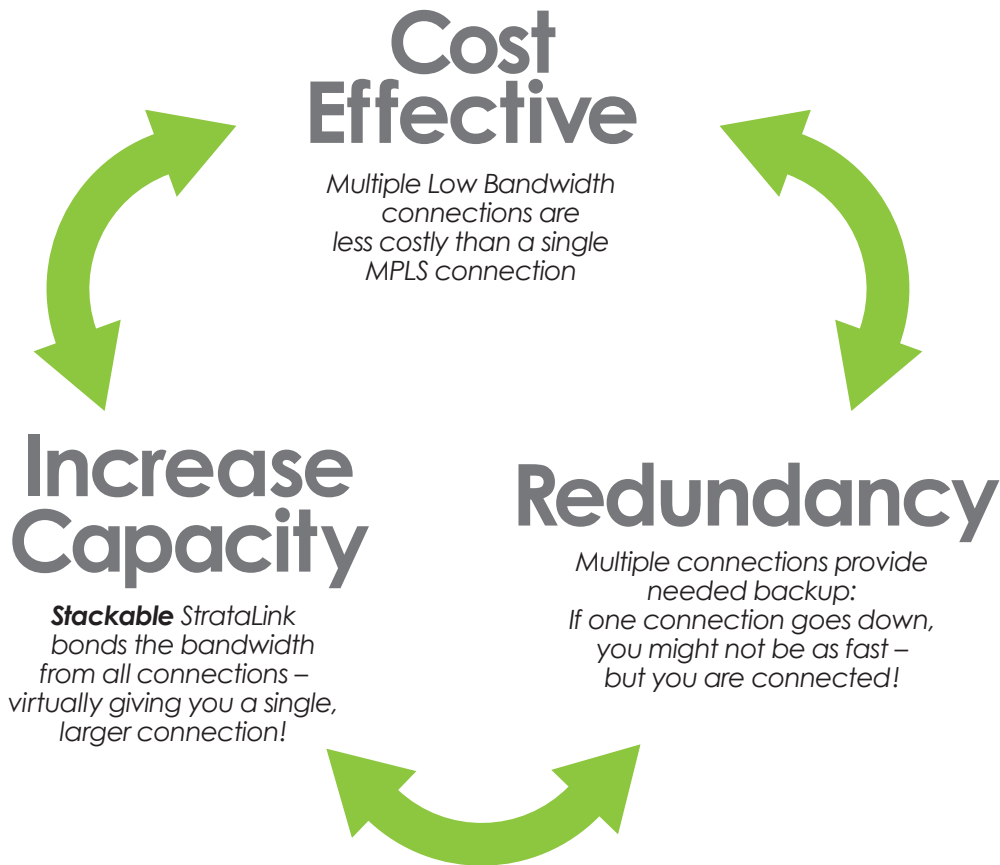 Cost
Effective
Multiple Low Bandwidth
connections are
less costly than a single
MPLS connection
Increase
Capacity
Stackable StrataLink
bonds the bandwidth
from all connections –
virtually giving you a single,
larger connection!
Redundancy
Multiple connections provide
needed backup:
If one connection goes down,
you might not be as fast –
but you are connected!